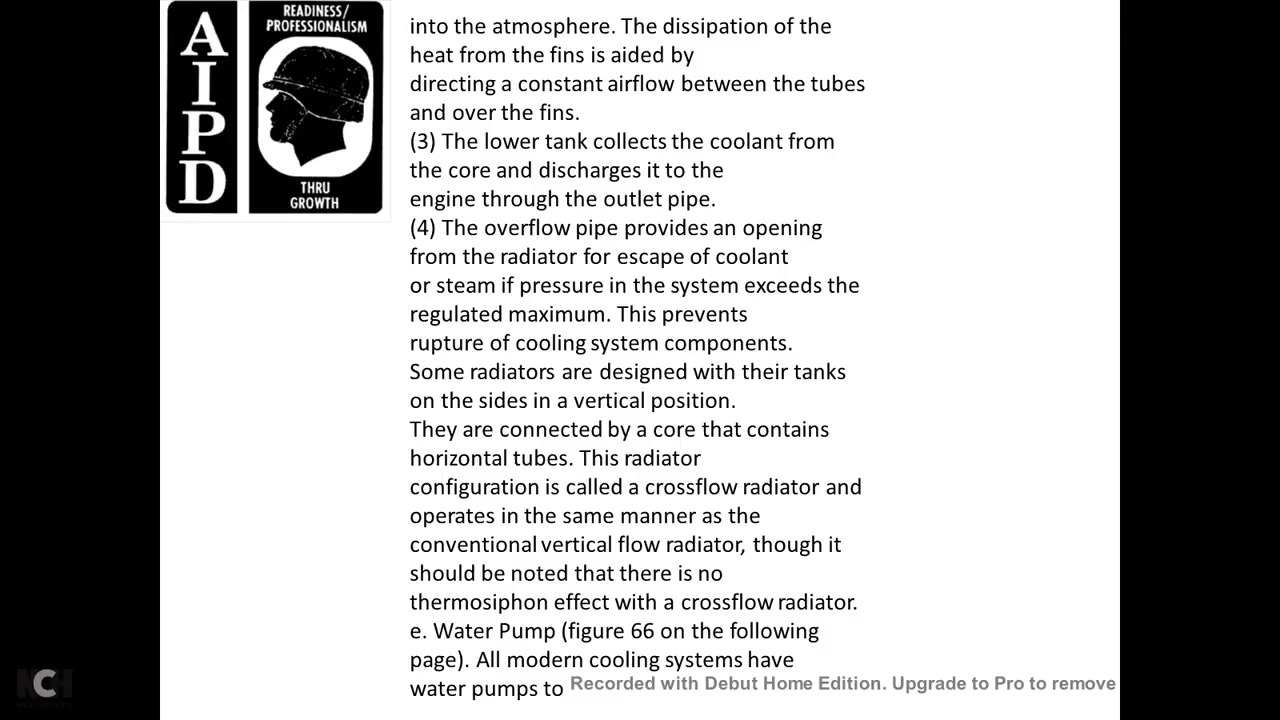 A
I
P
D
READINESS/
PROFESSIONALISM
THRU
GROWTH
into the atmosphere. The dissipation of the
heat from the fins is aided by
directing a constant airflow between the tubes
and over the fins.
(3) The lower tank collects the coolant from
the core and discharges it to the
engine through the outlet pipe.
(4) The overflow pipe provides an opening
from the radiator for escape of coolant
or steam if pressure in the system exceeds the
regulated maximum. This prevents
rupture of cooling system components.
Some radiators are designed with their tanks
on the sides in a vertical position.
They are connected by a core that contains
horizontal tubes. This radiator
configuration is called a crossflow radiator and
operates in the same manner as the
conventional vertical flow radiator, though it
should be noted that there is no
thermosiphon effect with a crossflow radiator.
e. Water Pump (figure 66 on the following
page). All modern cooling systems have
water pumps to
Recorded with Debut Home Edition. Upgrade to Pro to remove
NCH